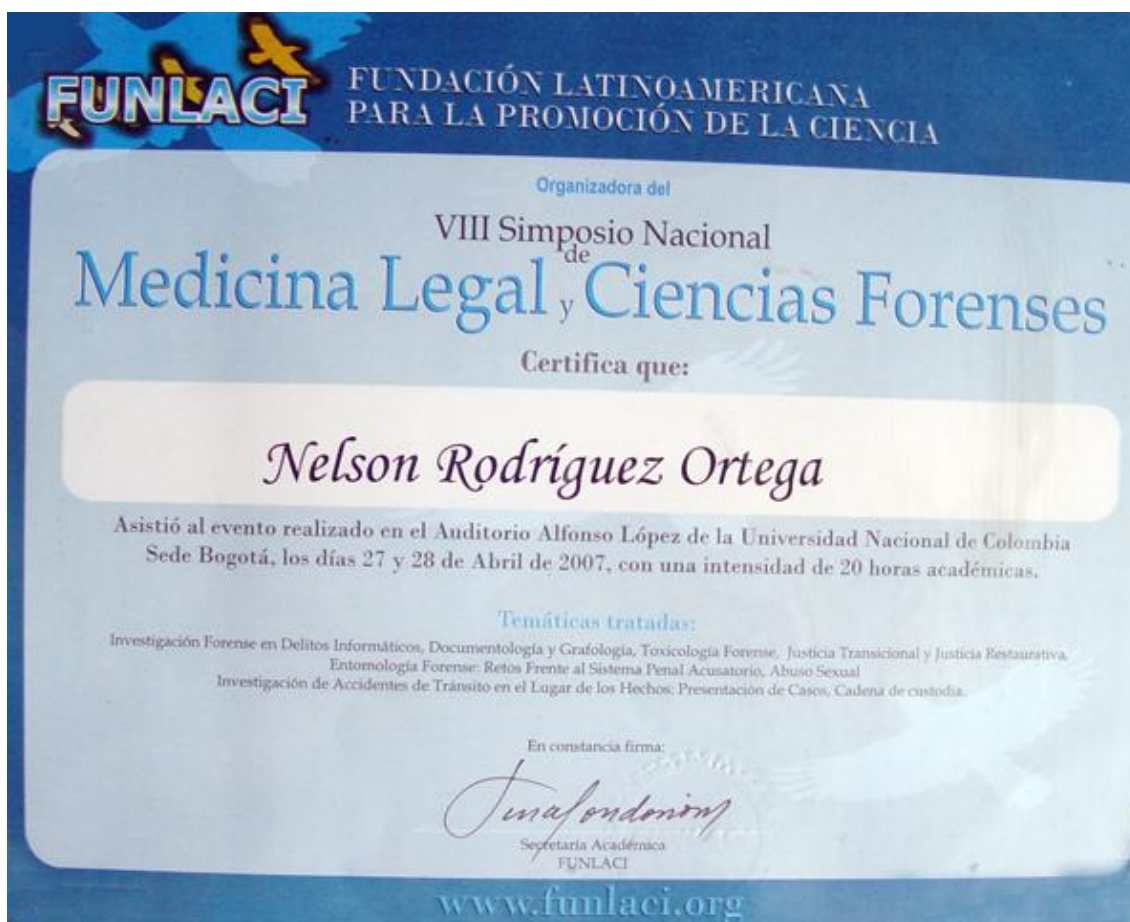 FUNLACI
FUNDACIÓN LATINOAMERICANA
PARA LA PROMOCIÓN DE LA CIENCIA
Organizadora del
VIII Simposio Nacional
de
Medicina Legal y Ciencias Forenses
Certifica que:
Nelson Rodríguez Ortega
Asistió al evento realizado en el Auditorio Alfonso López de la Universidad Nacional de Colombia
Sede Bogotá, los días 27 y 28 de Abril de 2007, con una intensidad de 20 horas académicas.
Temáticas tratadas:
Investigación Forense en Delitos Informáticos, Documentología y Grafología, Toxicología Forense, Justicia Transicional y Justicia Restaurativa,
Entomología Forense: Retos Frente al Sistema Penal Acusatorio, Abuso Sexual
Investigación de Accidentes de Tránsito en el Lugar de los Hechos: Presentación de Casos, Cadena de custodia.
En constancia firma:
Secretaria Académica
FUNLACI
www.funlaci.org